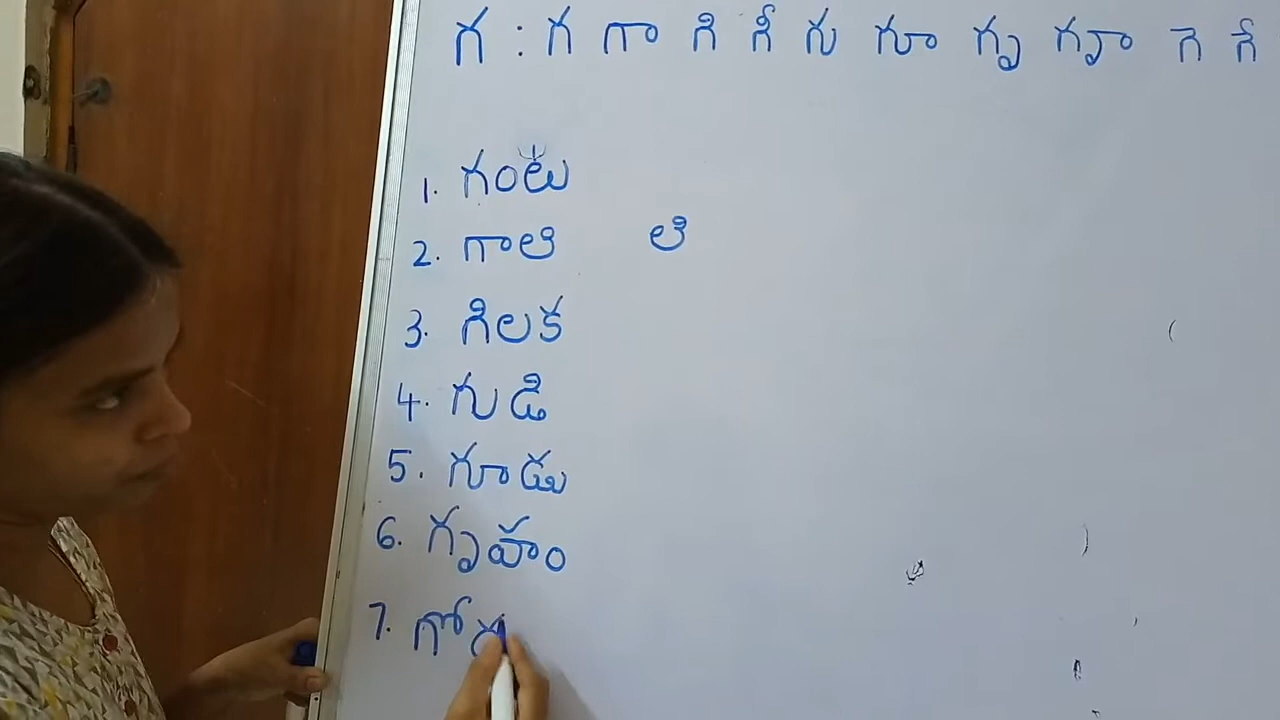 గ : గ గా గి గీ గు గూ గృ గౄ గె గే
1. గంట
2. గాలి లి
3. గిలక
4. గుడి
5. గూడు
6. గృహం
7. గో